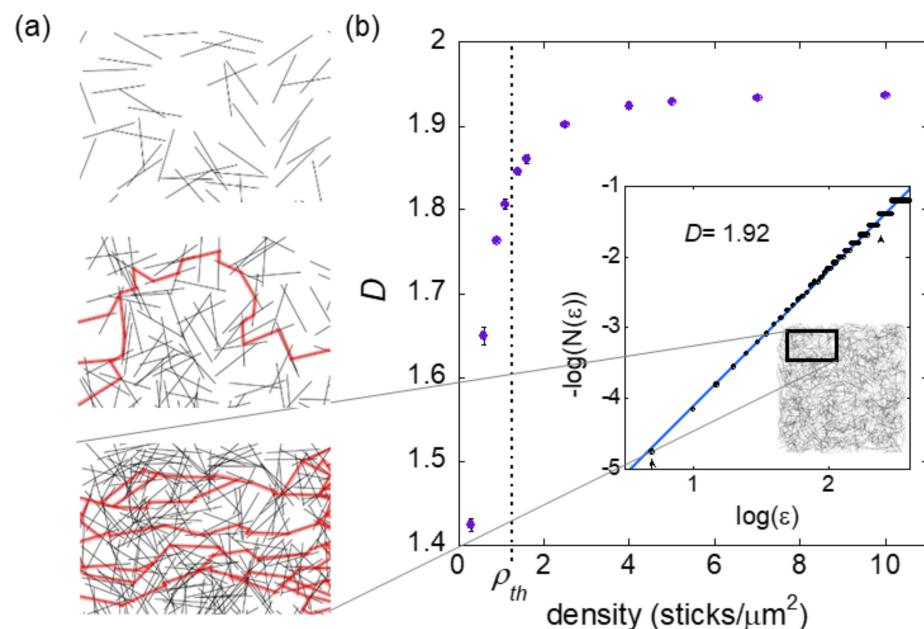 (a)
(b)
D
2
1.9
1.8
1.7
1.6
1.5
1.4
0
ρth
2
4
6
8
10
density (sticks/μm²)
D= 1.92
-log(N(ε))
-1
-2
-3
-4
-5
1
2
log(ε)